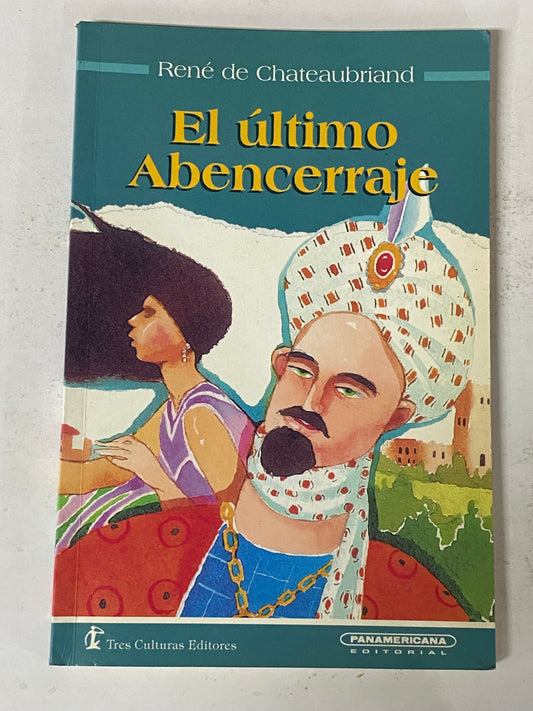 René de Chateaubriand
El último
Abencerraje
Tres Culturas Editores
PANAMERICANA
EDITORIAL